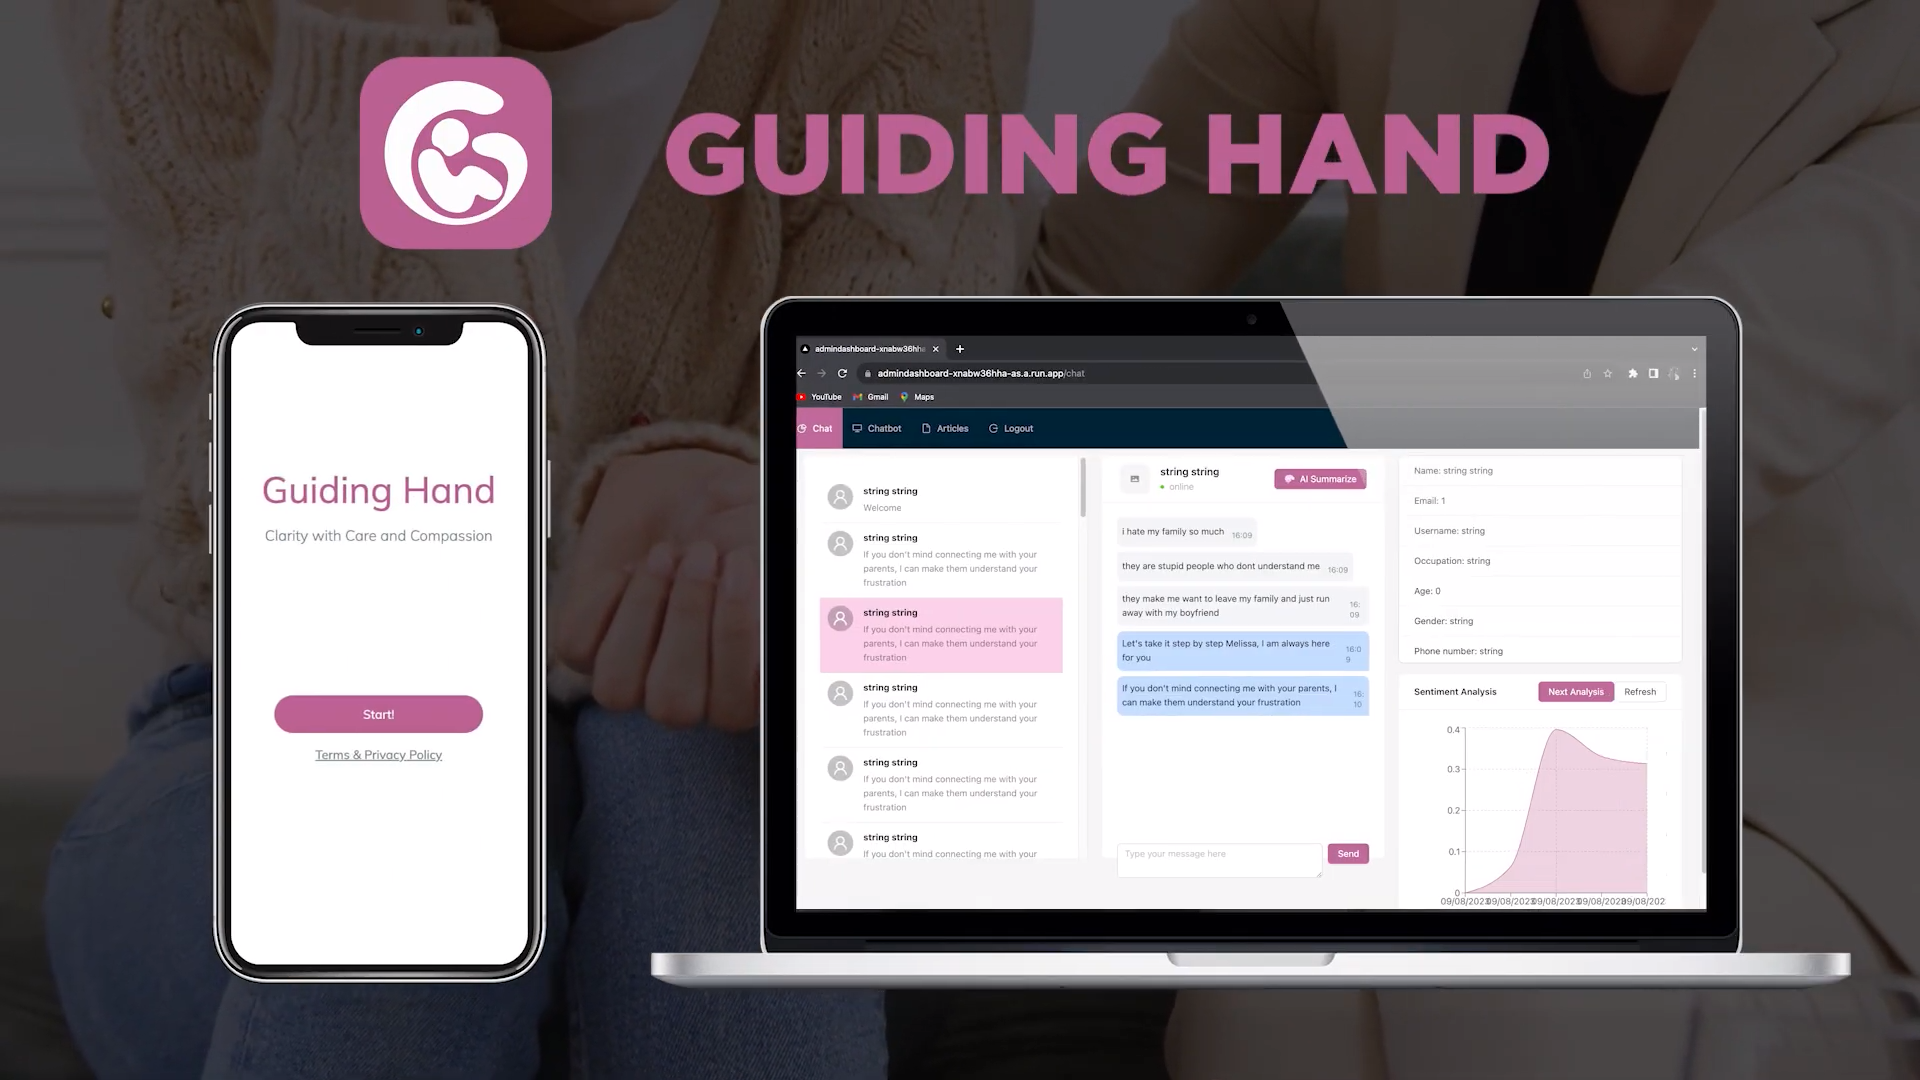 GUIDING HAND
Guiding Hand
Clarity with Care and Compassion
Start!
Terms & Privacy Policy
admindashboard-xnabw36hha
admindashboard-xnabw36hha-as.a.run.app/chat
YouTube
Gmail
Maps
Chat
Chatbot
Articles
Logout
string string
Welcome
string string
If you don't mind connecting me with your
parents, I can make them understand your
frustration
string string
If you don't mind connecting me with your
parents, I can make them understand your
frustration
string string
If you don't mind connecting me with your
parents, I can make them understand your
frustration
string string
If you don't mind connecting me with your
parents, I can make them understand your
frustration
string string
If you don't mind connecting me with your
string string
online
AI Summarize
i hate my family so much
16:09
they are stupid people who dont understand me
16:09
they make me want to leave my family and just run
away with my boyfriend
16:
09
Let's take it step by step Melissa, I am always here
for you
16:0
9
If you don't mind connecting me with your parents, I
can make them understand your frustration
16:
10
Type your message here
Send
Name: string string
Email: 1
Username: string
Occupation: string
Age: 0
Gender: string
Phone number: string
Sentiment Analysis
Next Analysis
Refresh
0.4
0.3
0.2
0.1
0
09/08/2023
09/08/2023
09/08/2023
09/08/2023
09/08/202